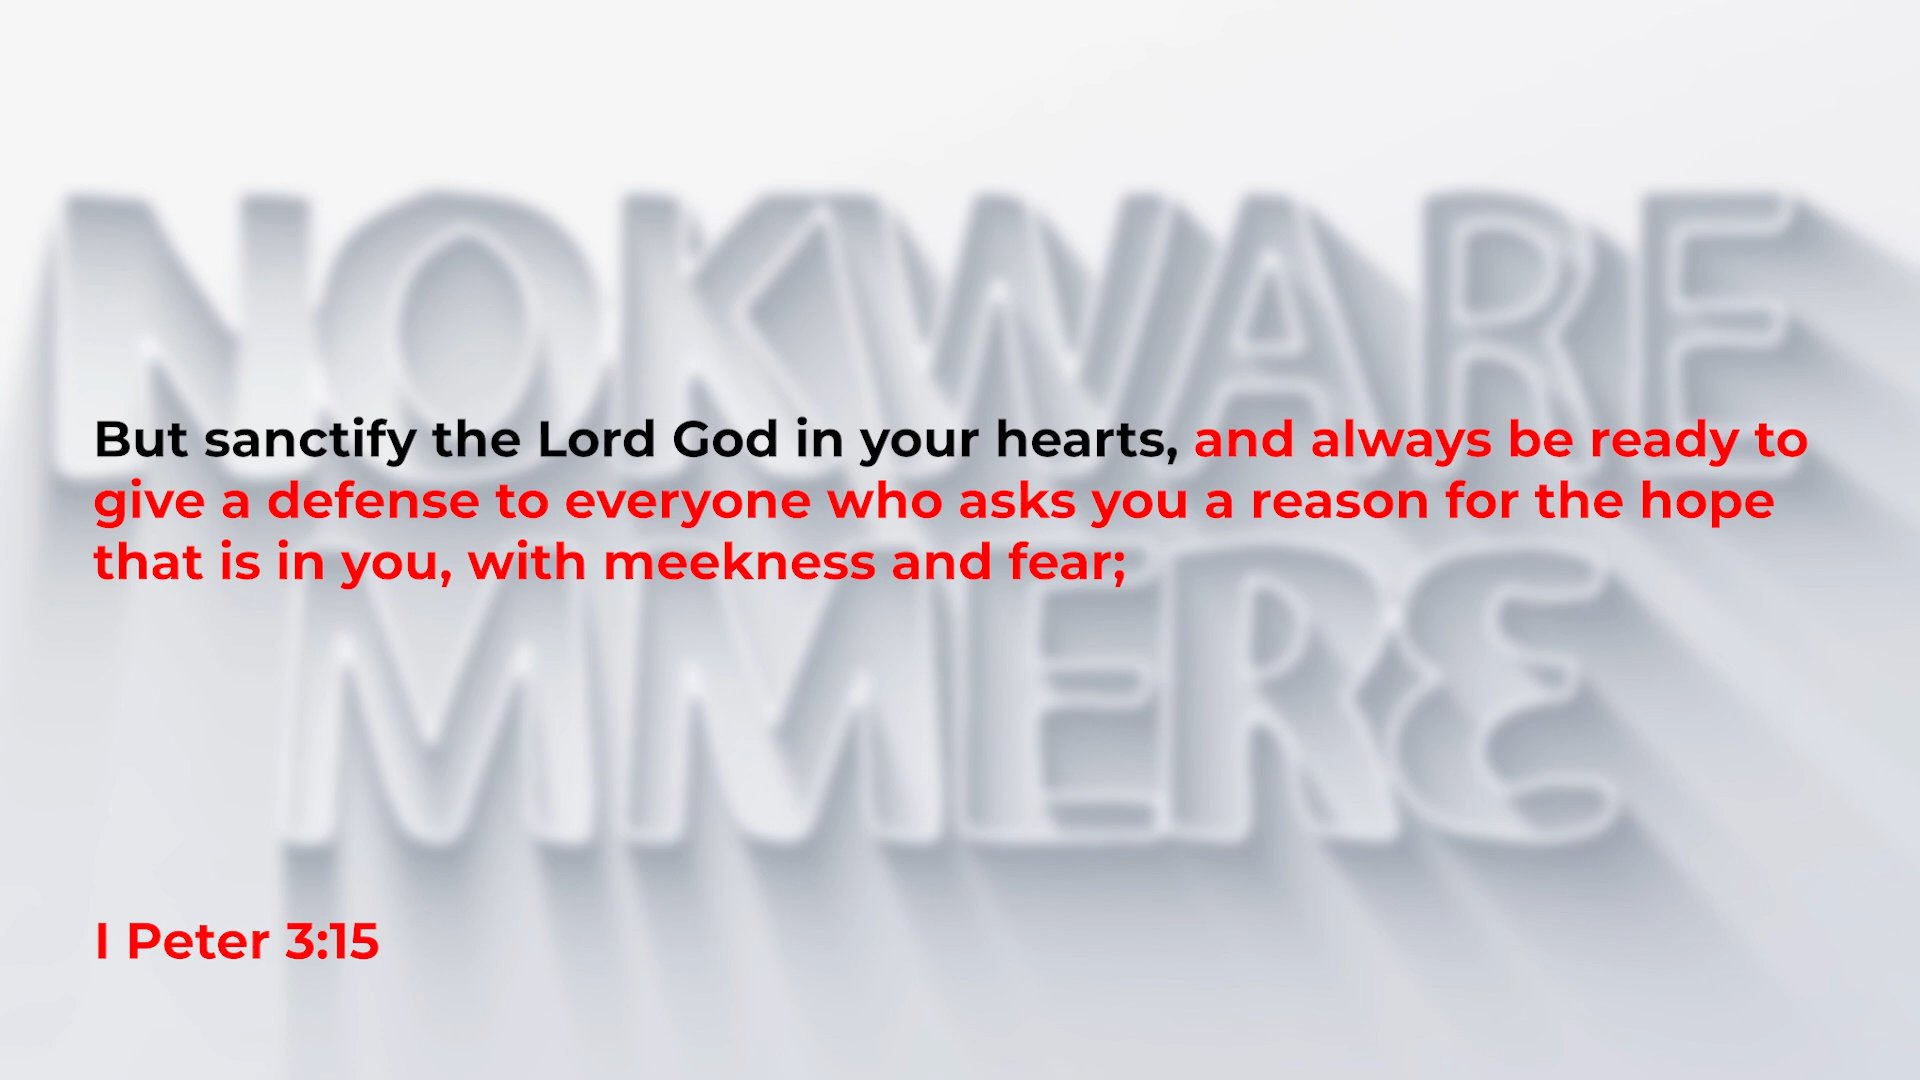 NOKWARE
But sanctify the Lord God in your hearts, and always be ready to
give a defense to everyone who asks you a reason for the hope
that is in you, with meekness and fear;
MMERƐ
I Peter 3:15